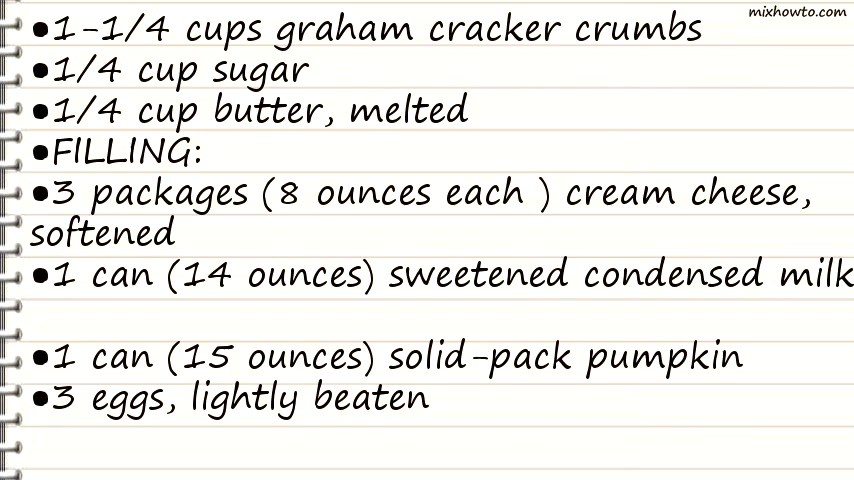 mixhowto.com
•1-1/4 cups graham cracker crumbs
•1/4 cup sugar
•1/4 cup butter, melted
•FILLING:
•3 packages (8 ounces each ) cream cheese,
softened
•1 can (14 ounces) sweetened condensed milk
•1 can (15 ounces) solid-pack pumpkin
•3 eggs, lightly beaten